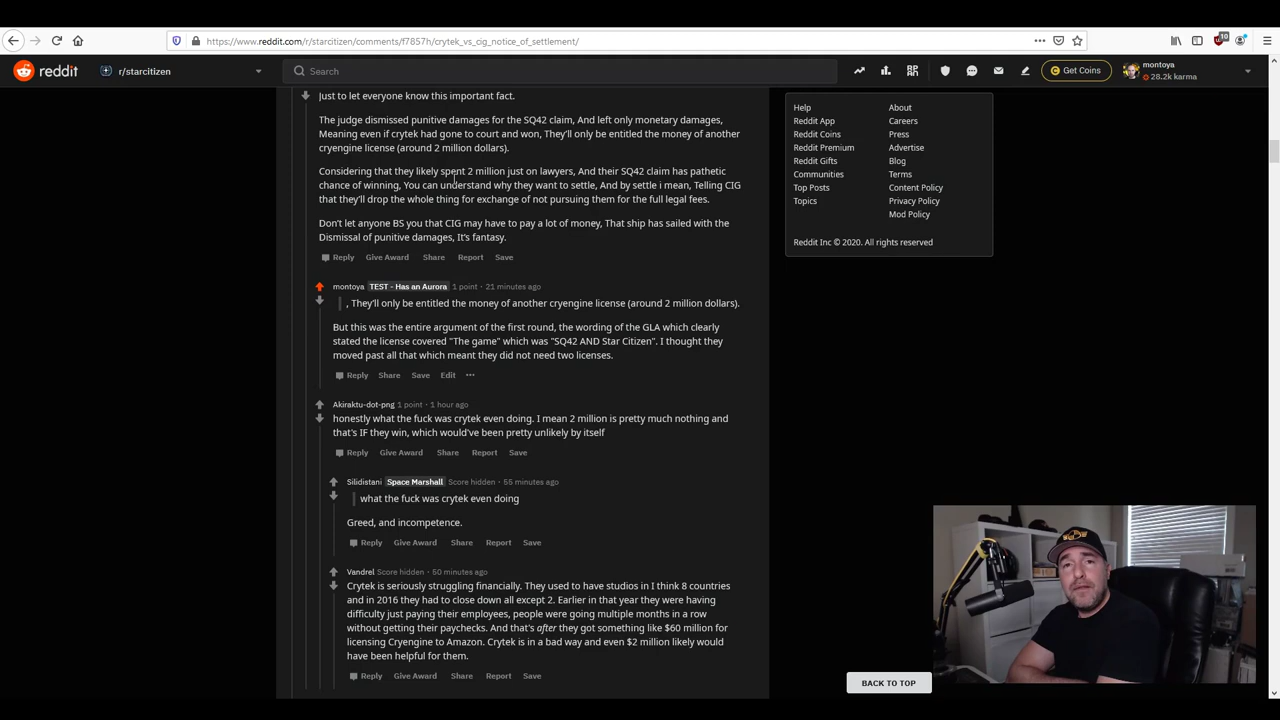 https://www.reddit.com/r/starcitizen/comments/f7857h/crytek_vs_cig_notice_of_settlement/
10
reddit
r/starcitizen
Search
Get Coins
montoya
28.2k karma
Just to let everyone know this important fact.
The judge dismissed punitive damages for the SQ42 claim, And left only monetary damages,
Meaning even if crytek had gone to court and won, They'll only be entitled the money of another
cryengine license (around 2 million dollars).
Considering that they likely spent 2 million just on lawyers, And their SQ42 claim has pathetic
chance of winning, You can understand why they want to settle, And by settle i mean, Telling CIG
that they'll drop the whole thing for exchange of not pursuing them for the full legal fees.
Don't let anyone BS you that CIG may have to pay a lot of money, That ship has sailed with the
Dismissal of punitive damages, It's fantasy.
Reply Give Award Share Report Save
montoya TEST - Has an Aurora 1 point · 21 minutes ago
, They'll only be entitled the money of another cryengine license (around 2 million dollars).
But this was the entire argument of the first round, the wording of the GLA which clearly
stated the license covered "The game" which was "SQ42 AND Star Citizen". I thought they
moved past all that which meant they did not need two licenses.
Reply Share Save Edit ...
Akiraktu-dot-png 1 point · 1 hour ago
honestly what the fuck was crytek even doing. I mean 2 million is pretty much nothing and
that's IF they win, which would've been pretty unlikely by itself
Reply Give Award Share Report Save
Silidistani Space Marshall Score hidden · 55 minutes ago
what the fuck was crytek even doing
Greed, and incompetence.
Reply Give Award Share Report Save
Vandrel Score hidden · 50 minutes ago
Crytek is seriously struggling financially. They used to have studios in I think 8 countries
and in 2016 they had to close down all except 2. Earlier in that year they were having
difficulty just paying their employees, people were going multiple months in a row
without getting their paychecks. And that's after they got something like $60 million for
licensing Cryengine to Amazon. Crytek is in a bad way and even $2 million likely would
have been helpful for them.
Reply Give Award Share Report Save
Help About
Reddit App Careers
Reddit Coins Press
Reddit Premium Advertise
Reddit Gifts Blog
Communities Terms
Top Posts Content Policy
Topics Privacy Policy
Mod Policy
Reddit Inc © 2020. All rights reserved
BACK TO TOP